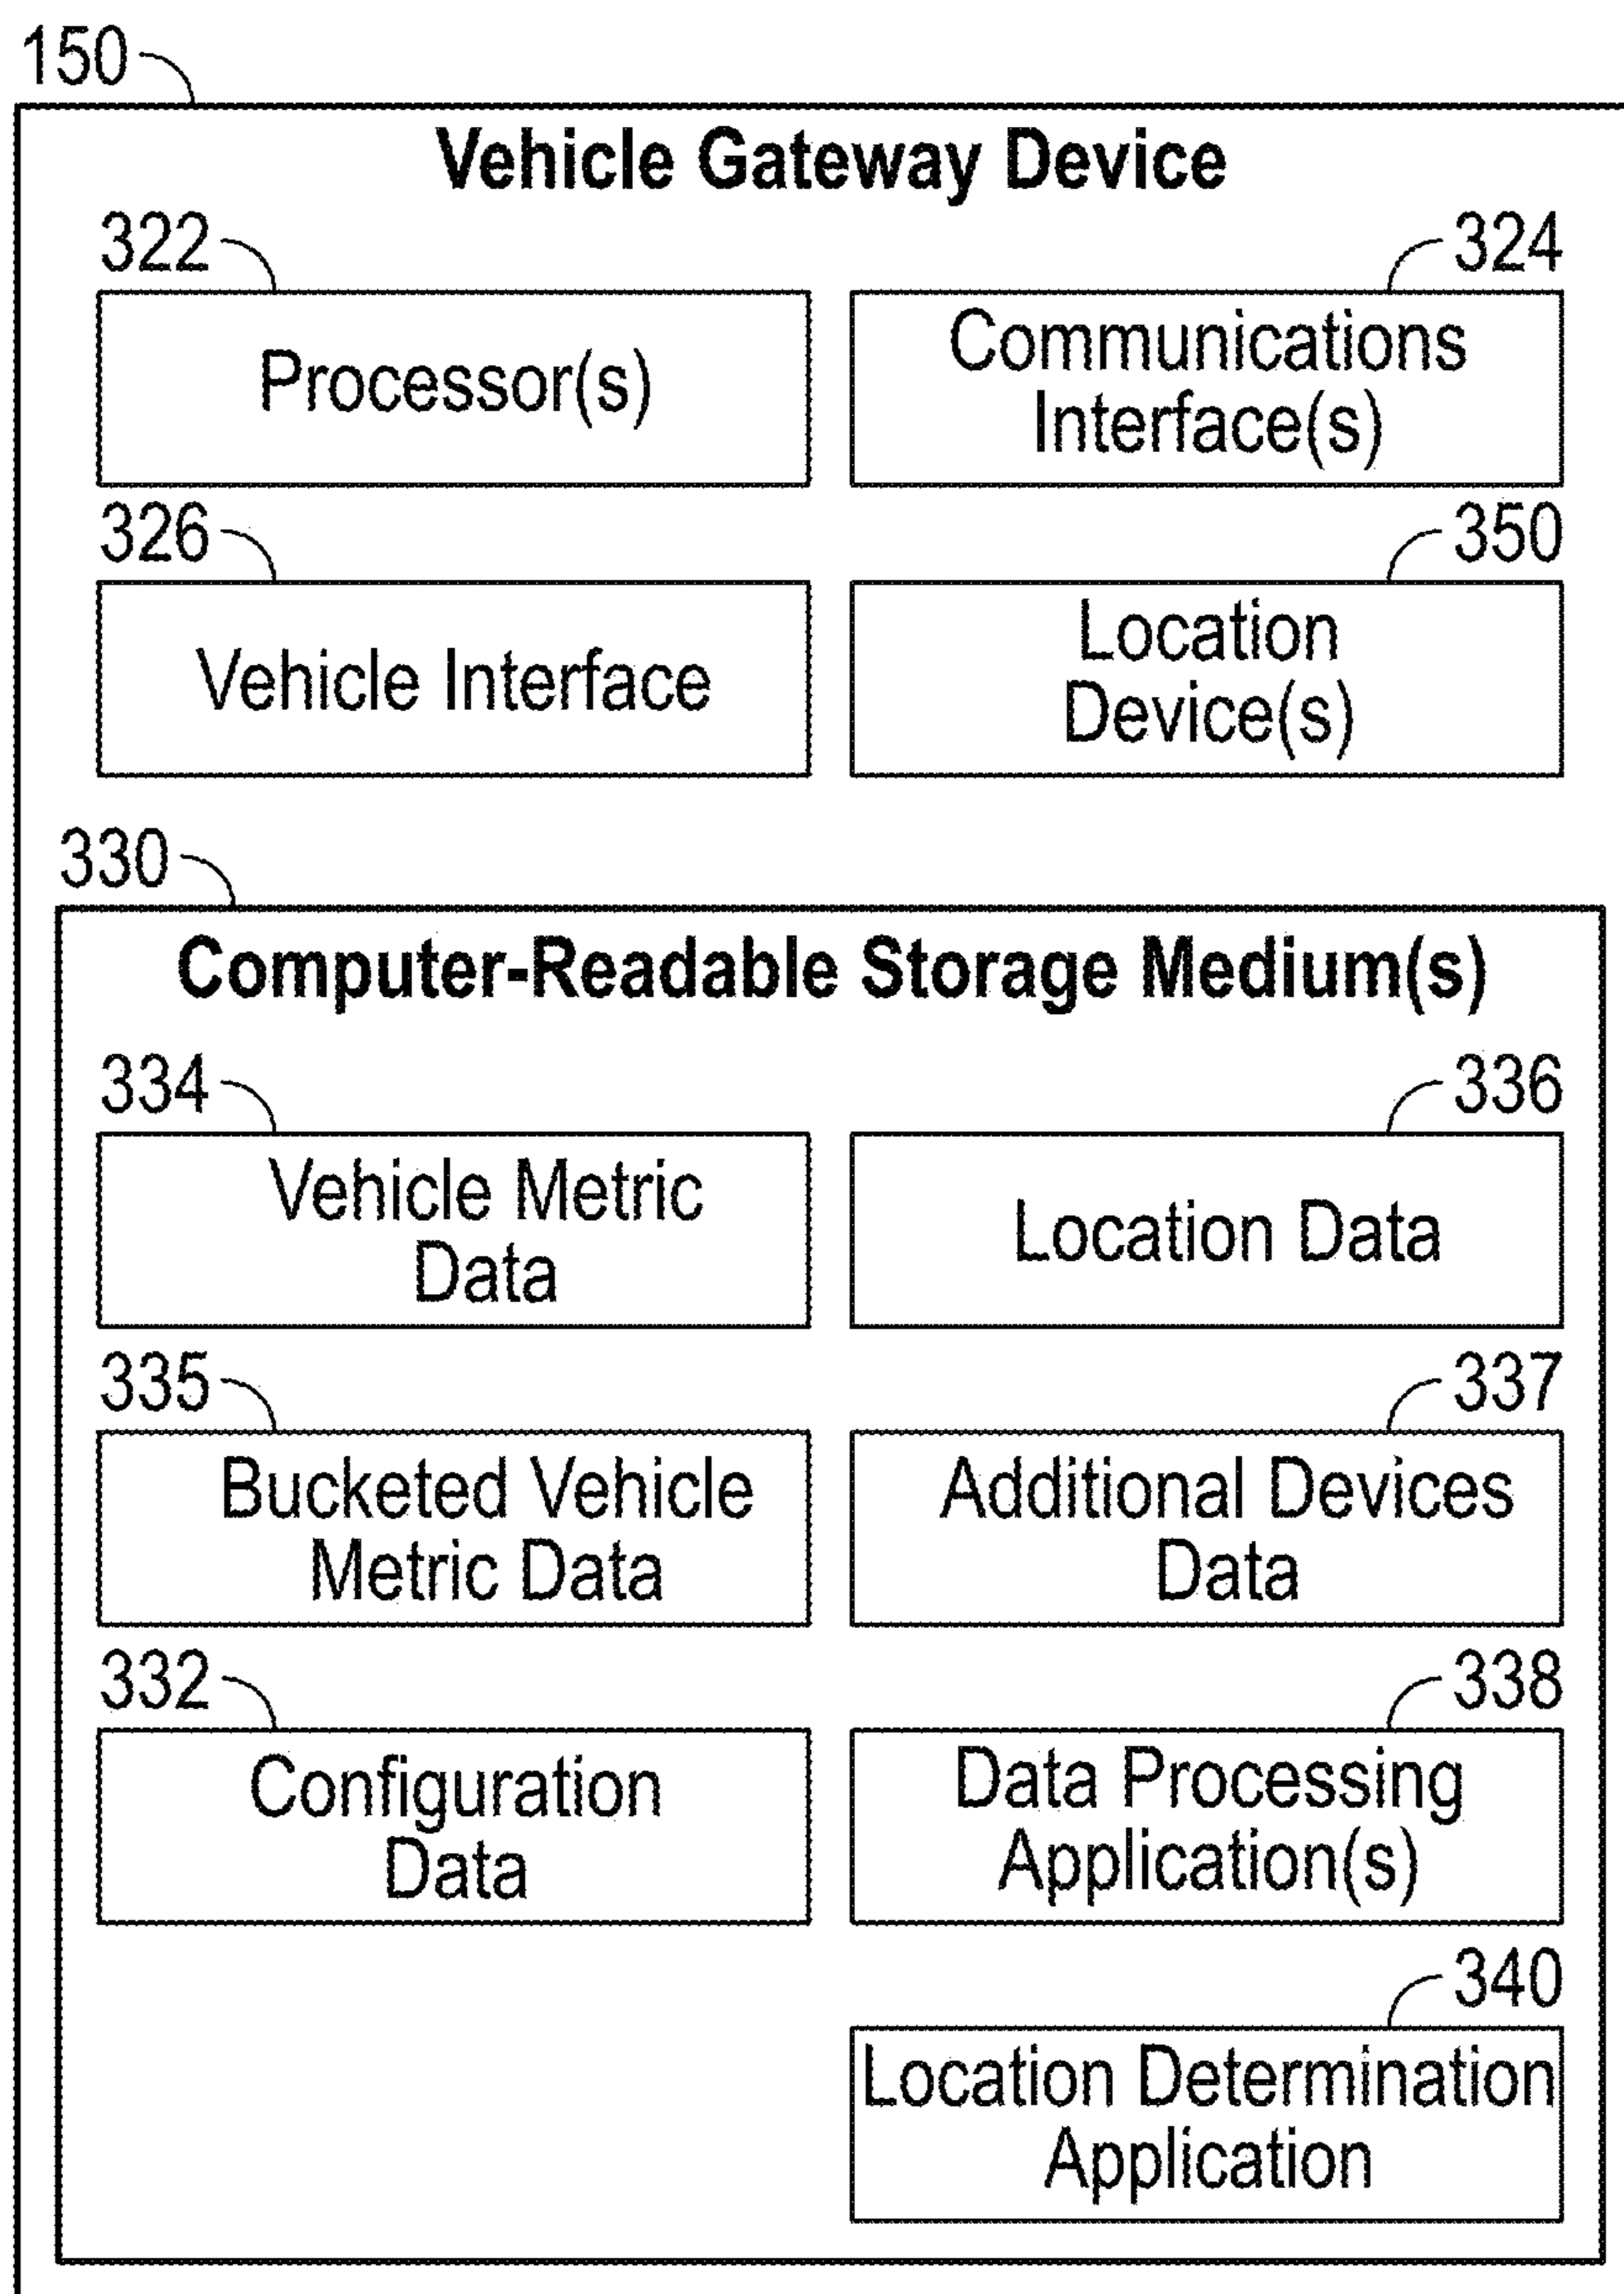 150
Vehicle Gateway Device
322
324
Processor(s)
Communications
Interface(s)
326
350
Vehicle Interface
Location
Device(s)
330
Computer-Readable Storage Medium(s)
334
336
Vehicle Metric
Data
Location Data
335
337
Bucketed Vehicle
Metric Data
Additional Devices
Data
332
338
Configuration
Data
Data Processing
Application(s)
340
Location Determination
Application